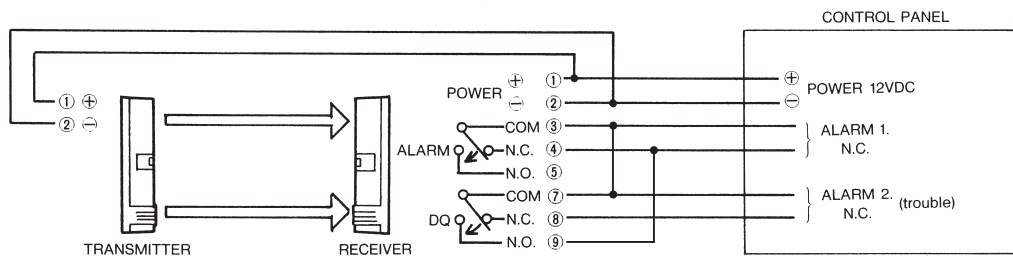 CONTROL PANEL
① ⊕
② ⊖
POWER ⊕ ①
⊖ ②
⊕ POWER 12VDC
⊖
ALARM
COM ③
N.C. ④
N.O. ⑤
ALARM 1.
N.C.
DQ
COM ⑦
N.C. ⑧
N.O. ⑨
ALARM 2. (trouble)
N.C.
TRANSMITTER
RECEIVER